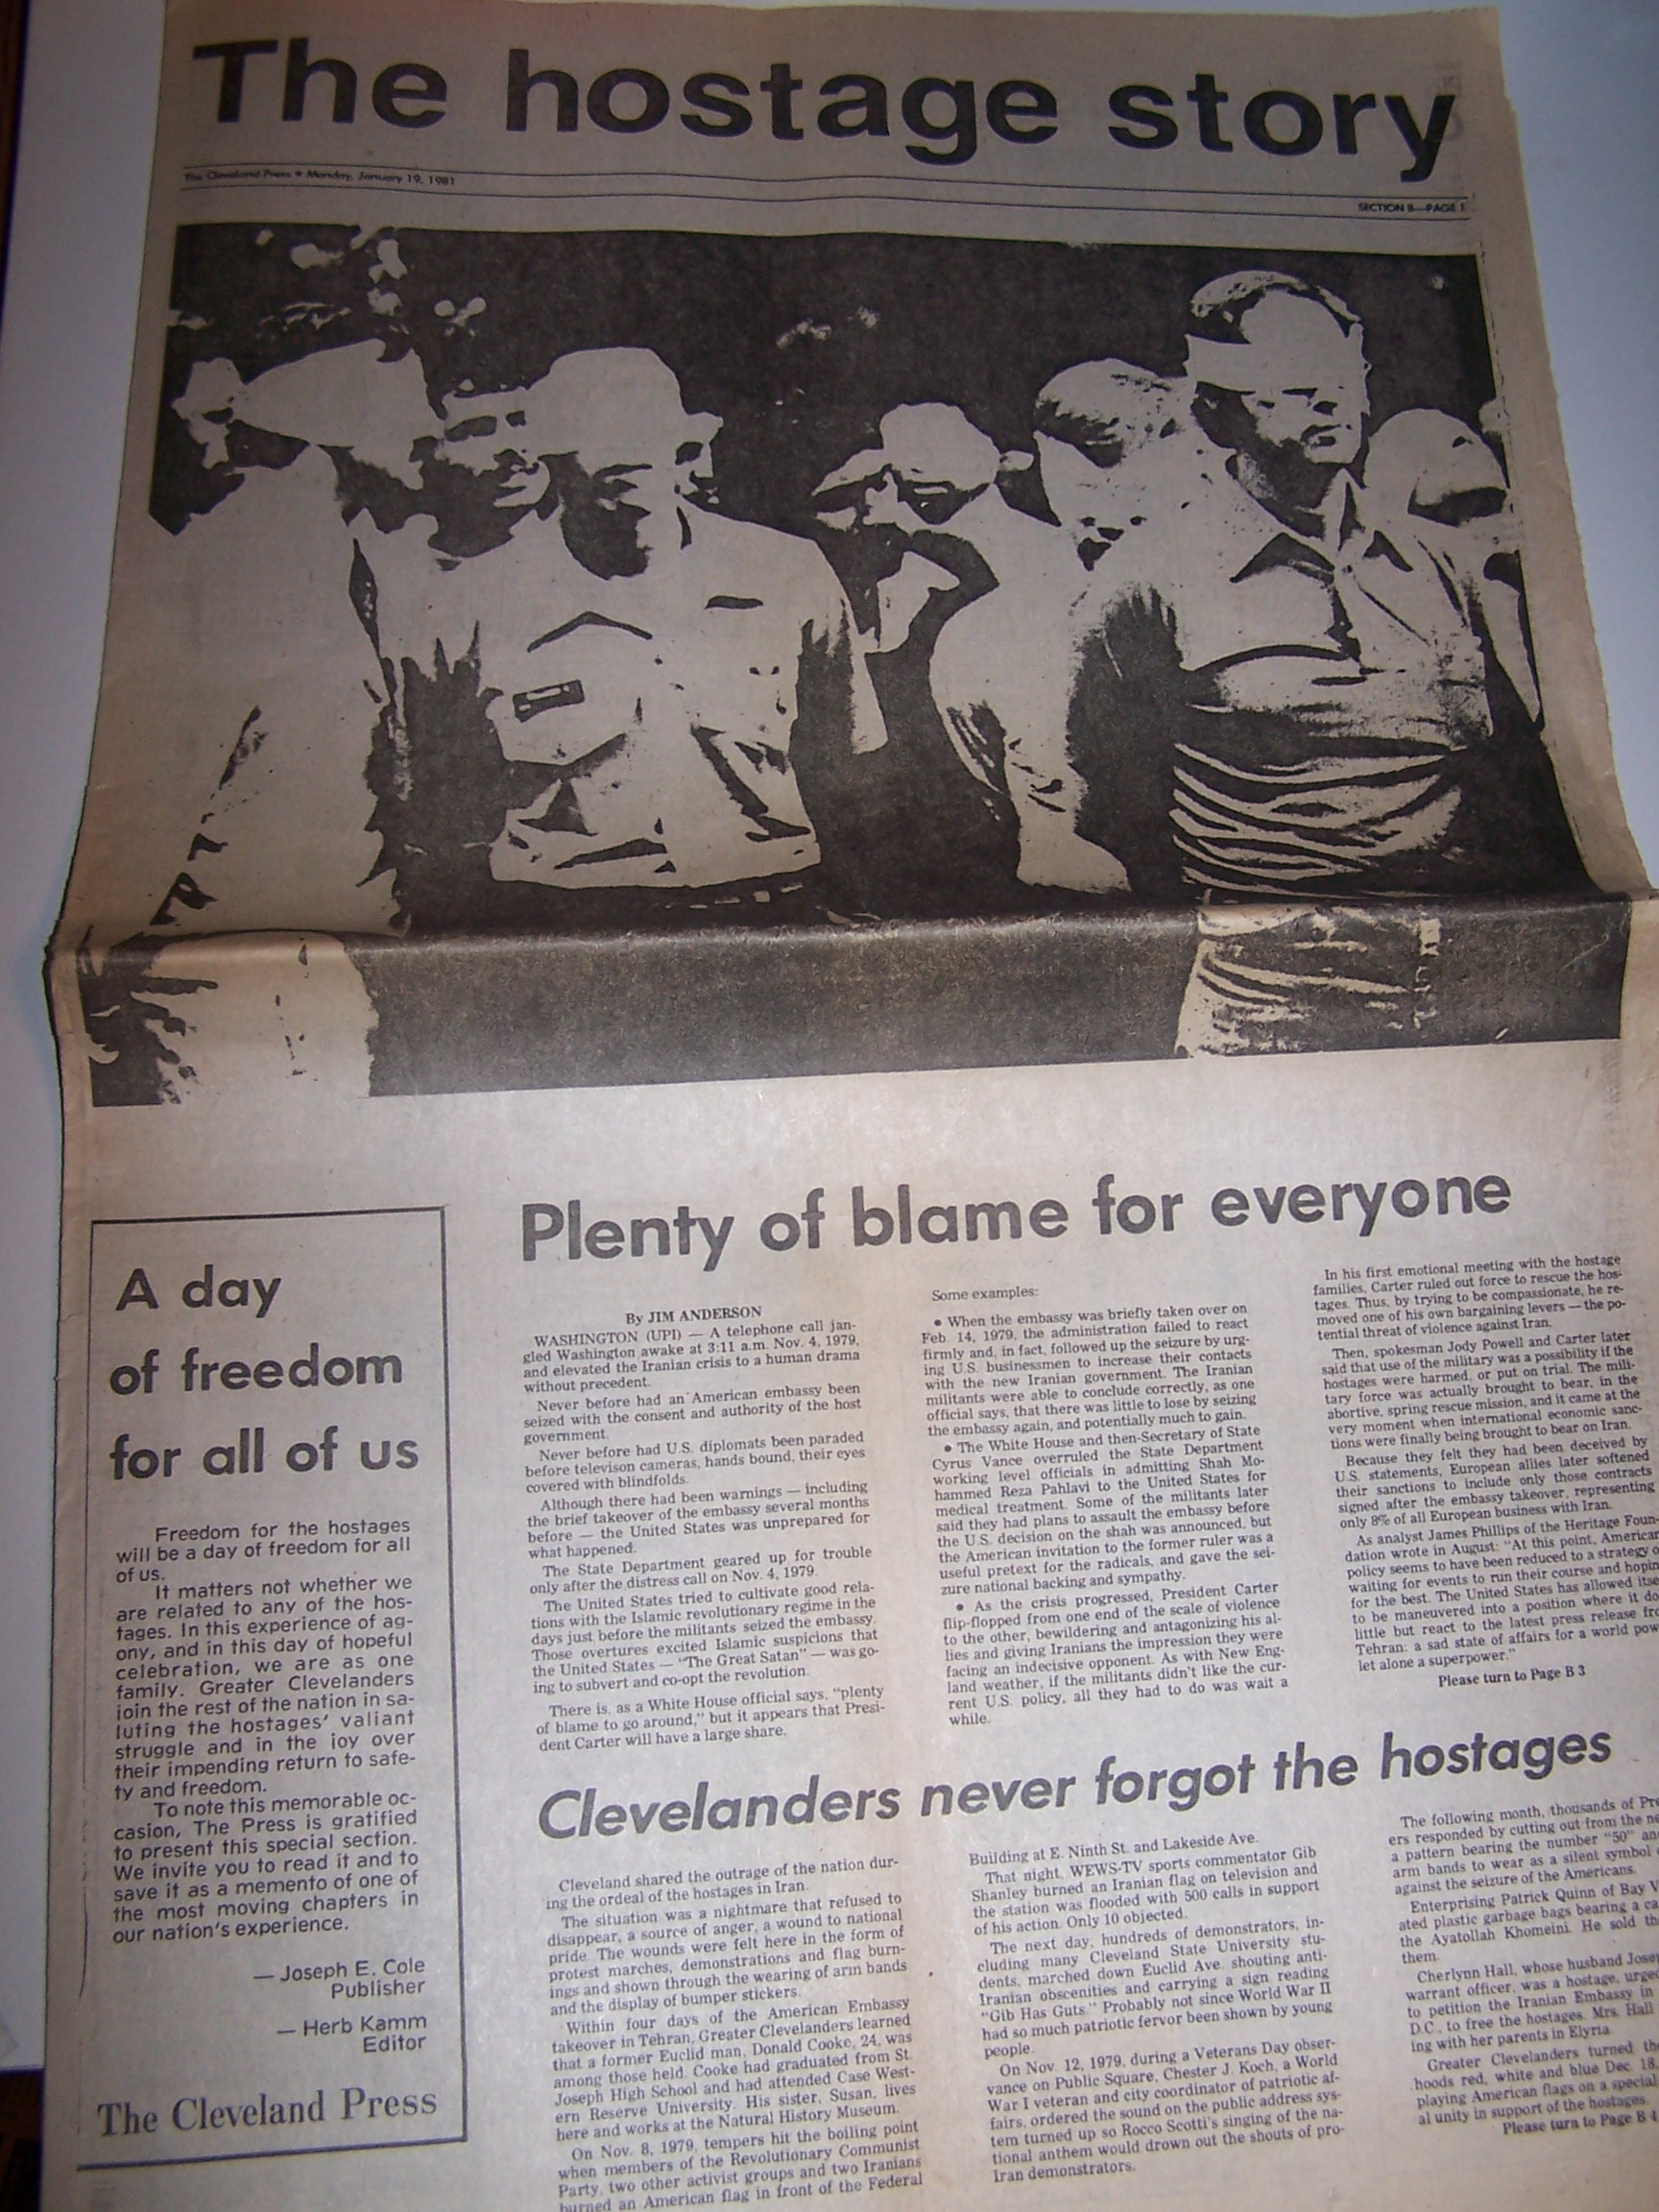 The hostage story
The Cleveland Press • Monday, January 19, 1981
SECTION B—PAGE 1
A day
of freedom
for all of us
Freedom for the hostages
will be a day of freedom for all
of us.
It matters not whether we
are related to any of the hos-
tages. In this experience of ag-
ony, and in this day of hopeful
celebration, we are as one
family. Greater Clevelanders
join the rest of the nation in sa-
luting the hostages' valiant
struggle and in the joy over
their impending return to safe-
ty and freedom.
To note this memorable oc-
casion, The Press is gratified
to present this special section.
We invite you to read it and to
save it as a memento of one of
the most moving chapters in
our nation's experience.
— Joseph E. Cole
Publisher
— Herb Kamm
Editor
The Cleveland Press
Plenty of blame for everyone
By JIM ANDERSON
WASHINGTON (UPI) — A telephone call jan-
gled Washington awake at 3:11 a.m. Nov. 4, 1979,
and elevated the Iranian crisis to a human drama
without precedent.
Never before had an American embassy been
seized with the consent and authority of the host
government.
Never before had U.S. diplomats been paraded
before televison cameras, hands bound, their eyes
covered with blindfolds.
Although there had been warnings — including
the brief takeover of the embassy several months
before — the United States was unprepared for
what happened.
The State Department geared up for trouble
only after the distress call on Nov. 4, 1979.
The United States tried to cultivate good rela-
tions with the Islamic revolutionary regime in the
days just before the militants seized the embassy.
Those overtures excited Islamic suspicions that
the United States — "The Great Satan" — was go-
ing to subvert and co-opt the revolution.
There is, as a White House official says, "plenty
of blame to go around," but it appears that Presi-
dent Carter will have a large share.
Some examples:
• When the embassy was briefly taken over on
Feb. 14, 1979, the administration failed to react
firmly and, in fact, followed up the seizure by urg-
ing U.S. businessmen to increase their contacts
with the new Iranian government. The Iranian
militants were able to conclude correctly, as one
official says, that there was little to lose by seizing
the embassy again, and potentially much to gain.
• The White House and then-Secretary of State
Cyrus Vance overruled the State Department
working level officials in admitting Shah Mo-
hammed Reza Pahlavi to the United States for
medical treatment. Some of the militants later
said they had plans to assault the embassy before
the U.S. decision on the shah was announced, but
the American invitation to the former ruler was a
useful pretext for the radicals, and gave the sei-
zure national backing and sympathy.
• As the crisis progressed, President Carter
flip-flopped from one end of the scale of violence
to the other, bewildering and antagonizing his al-
lies and giving Iranians the impression they were
facing an indecisive opponent. As with New Eng-
land weather, if the militants didn't like the cur-
rent U.S. policy, all they had to do was wait a
while.
In his first emotional meeting with the hostage
families, Carter ruled out force to rescue the hos-
tages. Thus, by trying to be compassionate, he re-
moved one of his own bargaining levers — the po-
tential threat of violence against Iran.
Then, spokesman Jody Powell and Carter later
said that use of the military was a possibility if the
hostages were harmed, or put on trial. The mili-
tary force was actually brought to bear, in the
abortive, spring rescue mission, and it came at the
very moment when international economic sanc-
tions were finally being brought to bear on Iran.
Because they felt they had been deceived by
U.S. statements, European allies later softened
their sanctions to include only those contracts
signed after the embassy takeover, representing
only 8% of all European business with Iran.
As analyst James Phillips of the Heritage Foun-
dation wrote in August: "At this point, American
policy seems to have been reduced to a strategy o
waiting for events to run their course and hopin
for the best. The United States has allowed itse
to be maneuvered into a position where it do
little but react to the latest press release fro
Tehran: a sad state of affairs for a world pow
let alone a superpower."
Please turn to Page B 3
Clevelanders never forgot the hostages
Cleveland shared the outrage of the nation dur-
ing the ordeal of the hostages in Iran.
The situation was a nightmare that refused to
disappear, a source of anger, a wound to national
pride. The wounds were felt here in the form of
protest marches, demonstrations and flag burn-
ings and shown through the wearing of arm bands
and the display of bumper stickers.
Within four days of the American Embassy
takeover in Tehran, Greater Clevelanders learned
that a former Euclid man, Donald Cooke, 24, was
among those held. Cooke had graduated from St.
Joseph High School and had attended Case West-
ern Reserve University. His sister, Susan, lives
here and works at the Natural History Museum.
On Nov. 8, 1979, tempers hit the boiling point
when members of the Revolutionary Communist
Party, two other activist groups and two Iranians
burned an American flag in front of the Federal
Building at E. Ninth St. and Lakeside Ave.
That night, WEWS-TV sports commentator Gib
Shanley burned an Iranian flag on television and
the station was flooded with 500 calls in support
of his action. Only 10 objected.
The next day, hundreds of demonstrators, in-
cluding many Cleveland State University stu-
dents, marched down Euclid Ave. shouting anti-
Iranian obscenities and carrying a sign reading
"Gib Has Guts." Probably not since World War II
had so much patriotic fervor been shown by young
people.
On Nov. 12, 1979, during a Veterans Day obser-
vance on Public Square, Chester J. Koch, a World
War I veteran and city coordinator of patriotic af-
fairs, ordered the sound on the public address sys-
tem turned up so Rocco Scotti's singing of the na-
tional anthem would drown out the shouts of pro-
Iran demonstrators.
The following month, thousands of Pre
ers responded by cutting out from the ne
a pattern bearing the number "50" an
arm bands to wear as a silent symbol
against the seizure of the Americans.
Enterprising Patrick Quinn of Bay V
ated plastic garbage bags bearing a ca
the Ayatollah Khomeini. He sold th
them.
Cherlynn Hall, whose husband Jose
warrant officer, was a hostage, urge
to petition the Iranian Embassy in
D.C., to free the hostages. Mrs. Hall
ing with her parents in Elyria.
Greater Clevelanders turned the
hoods red, white and blue Dec. 18,
playing American flags on a special
al unity in support of the hostages.
Please turn to Page B 4